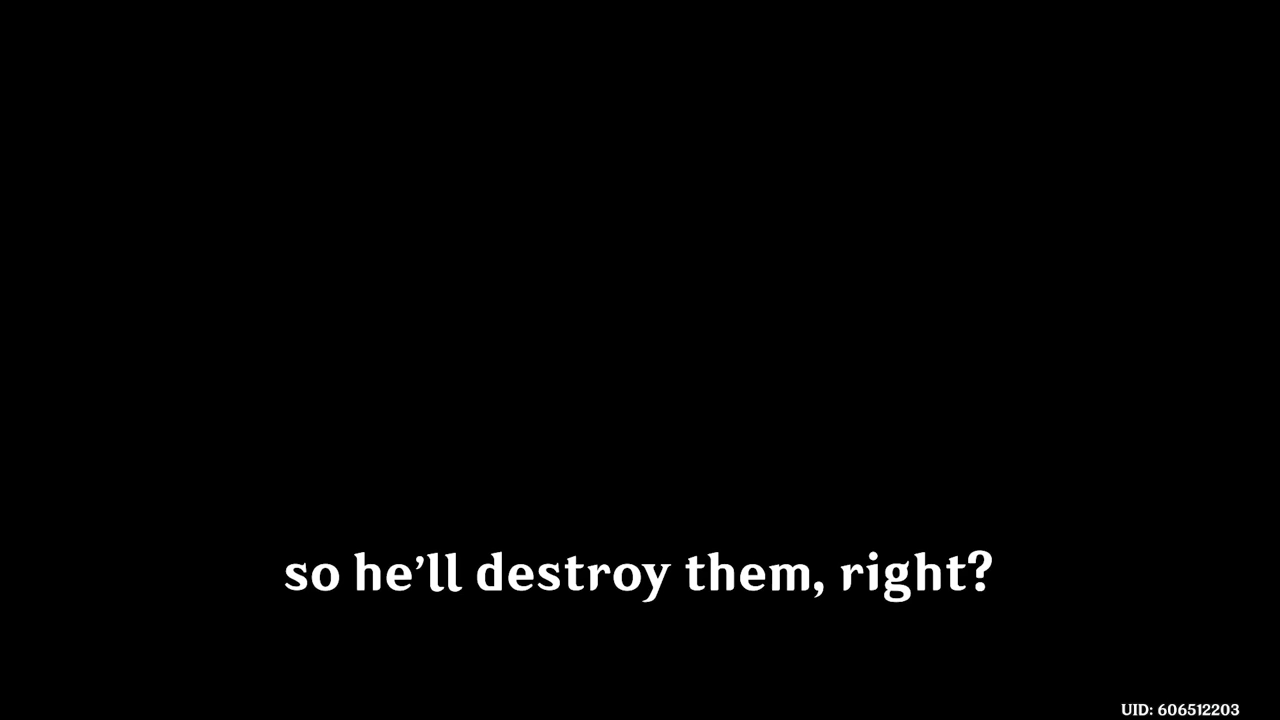 so he’ll destroy them, right?
UID: 606512203